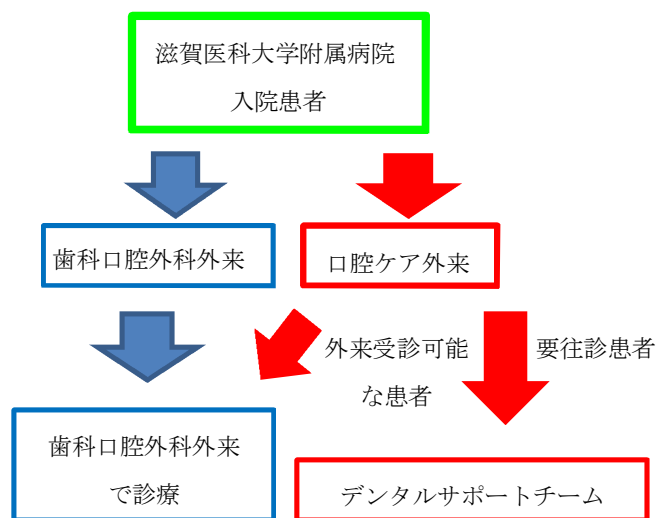 滋賀医科大学附属病院
入院患者
歯科口腔外科外来
口腔ケア外来
外来受診可能
な患者
要往診患者
歯科口腔外科外来
で診療
デンタルサポートチーム